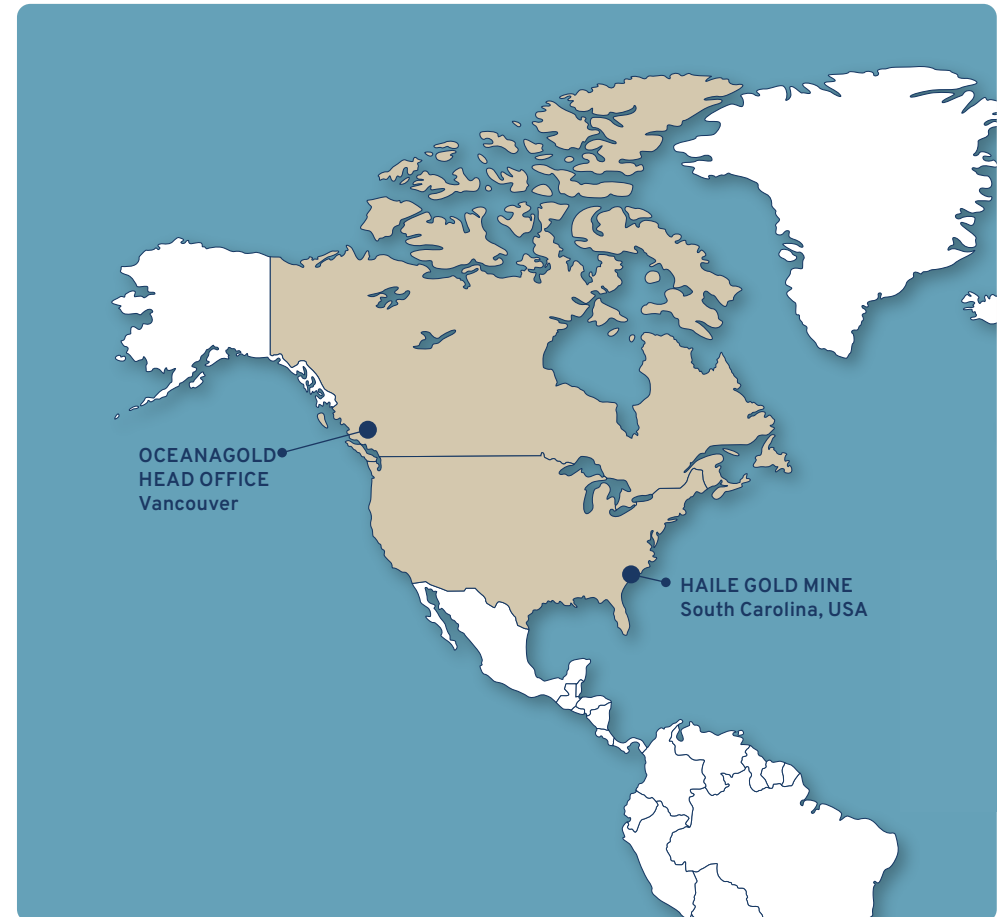 OCEANAGOLD
HEAD OFFICE
Vancouver
HAILE GOLD MINE
South Carolina, USA